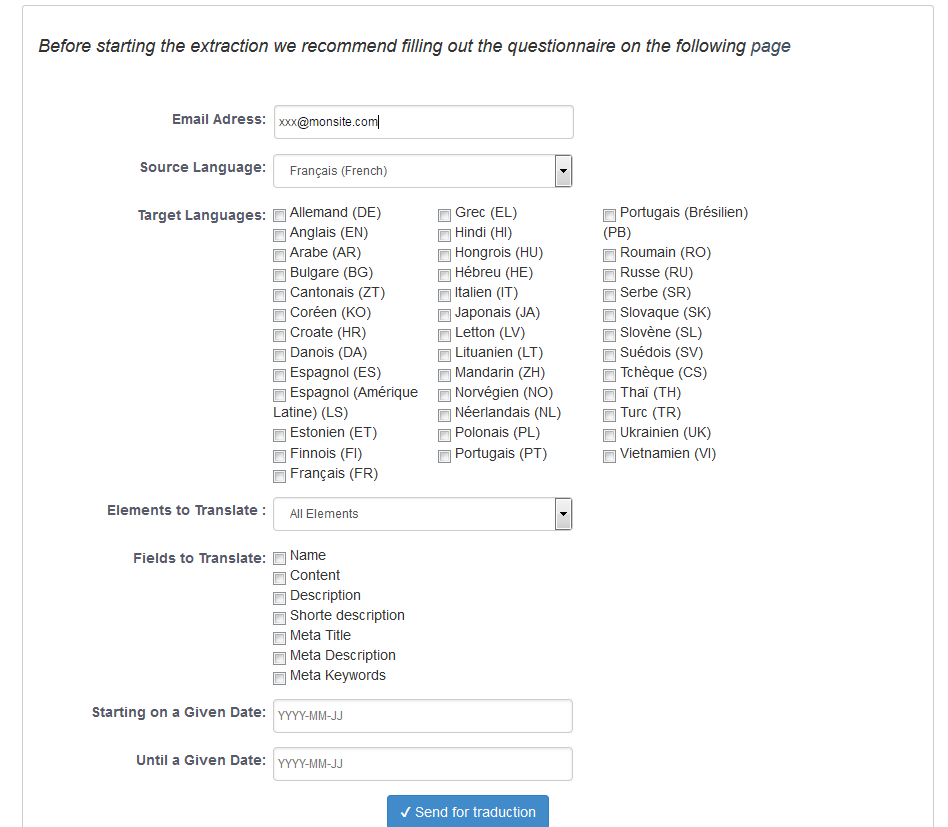 Before starting the extraction we recommend filling out the questionnaire on the following page
Email Adress: xxx@monsite.com
Source Language: Français (French)
Target Languages: Allemand (DE) Grec (EL) Portugais (Brésilien)
Anglais (EN) Hindi (HI) (PB)
Arabe (AR) Hongrois (HU) Roumain (RO)
Bulgare (BG) Hébreu (HE) Russe (RU)
Cantonais (ZT) Italien (IT) Serbe (SR)
Coréen (KO) Japonais (JA) Slovaque (SK)
Croate (HR) Letton (LV) Slovène (SL)
Danois (DA) Lituanien (LT) Suédois (SV)
Espagnol (ES) Mandarin (ZH) Tchèque (CS)
Espagnol (Amérique Norvégien (NO) Thaï (TH)
Latine) (LS) Néerlandais (NL) Turc (TR)
Estonien (ET) Polonais (PL) Ukrainien (UK)
Finnois (FI) Portugais (PT) Vietnamien (VI)
Français (FR)
Elements to Translate : All Elements
Fields to Translate: Name
Content
Description
Shorte description
Meta Title
Meta Description
Meta Keywords
Starting on a Given Date: YYYY-MM-JJ
Until a Given Date: YYYY-MM-JJ
✓ Send for traduction